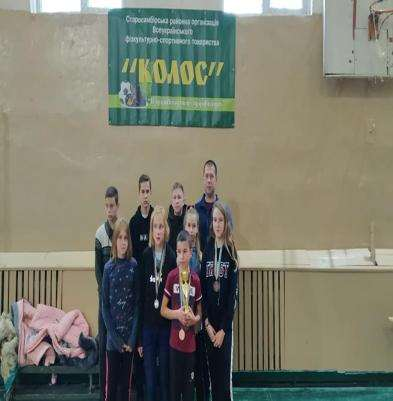 Старосамбірська районна організація
Всеукраїнського
фізкультурно-спортивного товариства
"КОЛОС"